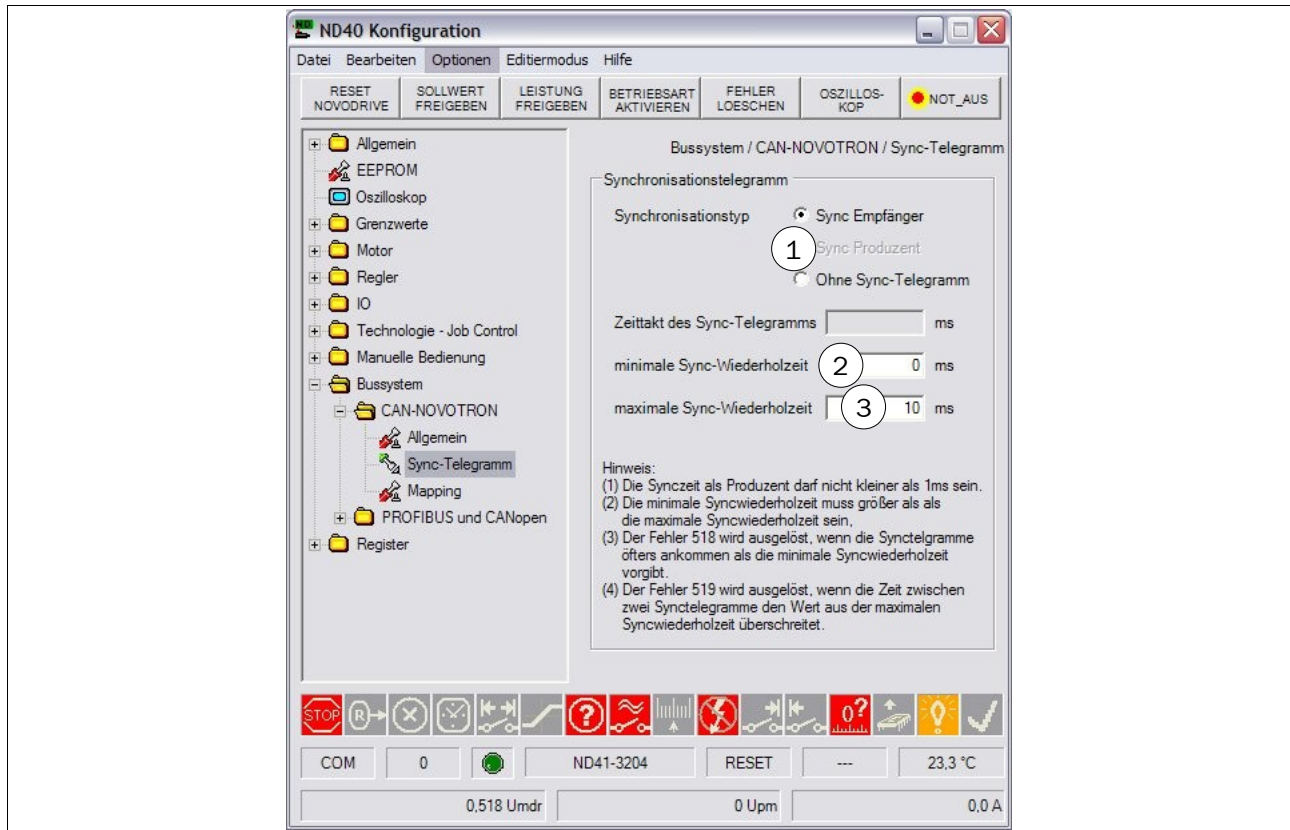 ND40 Konfiguration
Datei Bearbeiten Optionen Editiermodus Hilfe
RESET NOVODRIVE
SOLLWERT FREIGEBEN
LEISTUNG FREIGEBEN
BETRIEBSART AKTIVIEREN
FEHLER LOESCHEN
OSZILLOS-KOP
NOT_AUS
Allgemein
EEPROM
Oszilloskop
Grenzwerte
Motor
Regler
IO
Technologie - Job Control
Manuelle Bedienung
Bussystem
CAN-NOVOTRON
Allgemein
Sync-Telegramm
Mapping
PROFIBUS und CANopen
Register
Bussystem / CAN-NOVOTRON / Sync-Telegramm
Synchronisationstelegramm
Synchronisationstyp Sync Empfänger
1 Sync Produzent
Ohne Sync-Telegramm
Zeittakt des Sync-Telegramms ms
minimale Sync-Wiederholzeit 2 0 ms
maximale Sync-Wiederholzeit 3 10 ms
Hinweis:
(1) Die Synczeit als Produzent darf nicht kleiner als 1ms sein.
(2) Die minimale Syncwiederholzeit muss größer als als
die maximale Syncwiederholzeit sein,
(3) Der Fehler 518 wird ausgelöst, wenn die Synctelgramme
öfters ankommen als die minimale Syncwiederholzeit
vorgibt.
(4) Der Fehler 519 wird ausgelöst, wenn die Zeit zwischen
zwei Synctelegramme den Wert aus der maximalen
Syncwiederholzeit überschreitet.
STOP R ? 0?
COM 0 ND41-3204 RESET --- 23,3 °C
0,518 Umdr 0 Upm 0,0 A